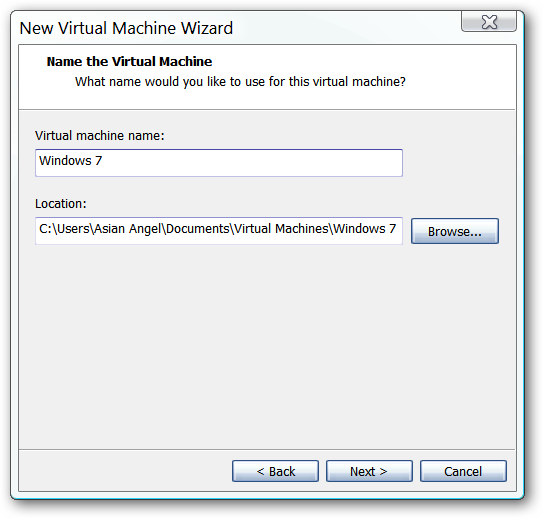 New Virtual Machine Wizard
Name the Virtual Machine
What name would you like to use for this virtual machine?
Virtual machine name:
Windows 7
Location:
C:\Users\Asian Angel\Documents\Virtual Machines\Windows 7
Browse...
< Back
Next >
Cancel